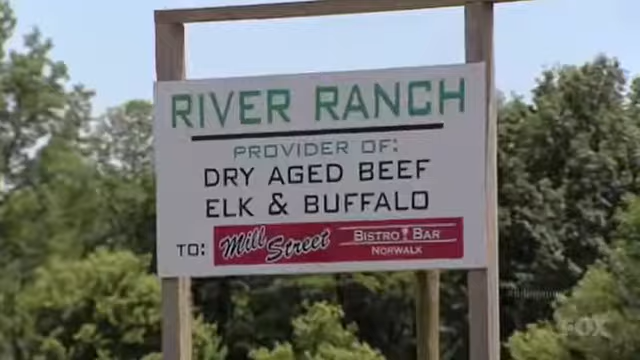 RIVER RANCH
PROVIDER OF:
DRY AGED BEEF
ELK & BUFFALO
TO: Mill Street BISTRO BAR
NORWALK
FOX